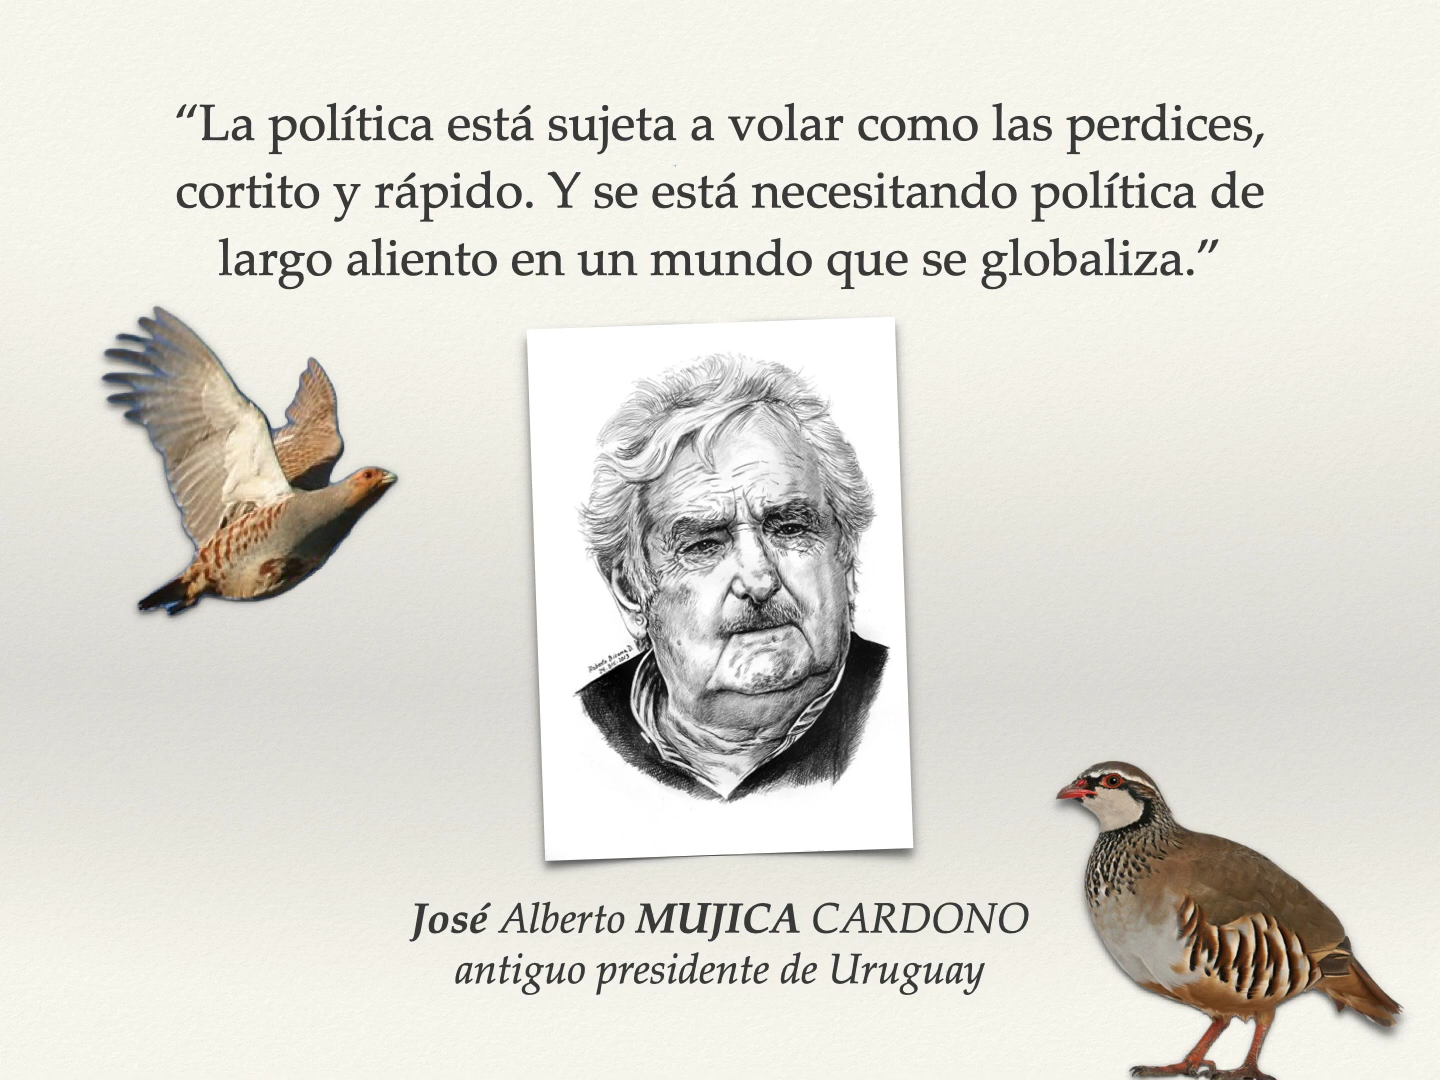 “La política está sujeta a volar como las perdices,
cortito y rápido. Y se está necesitando política de
largo aliento en un mundo que se globaliza.”
José Alberto MUJICA CARDONO
antiguo presidente de Uruguay